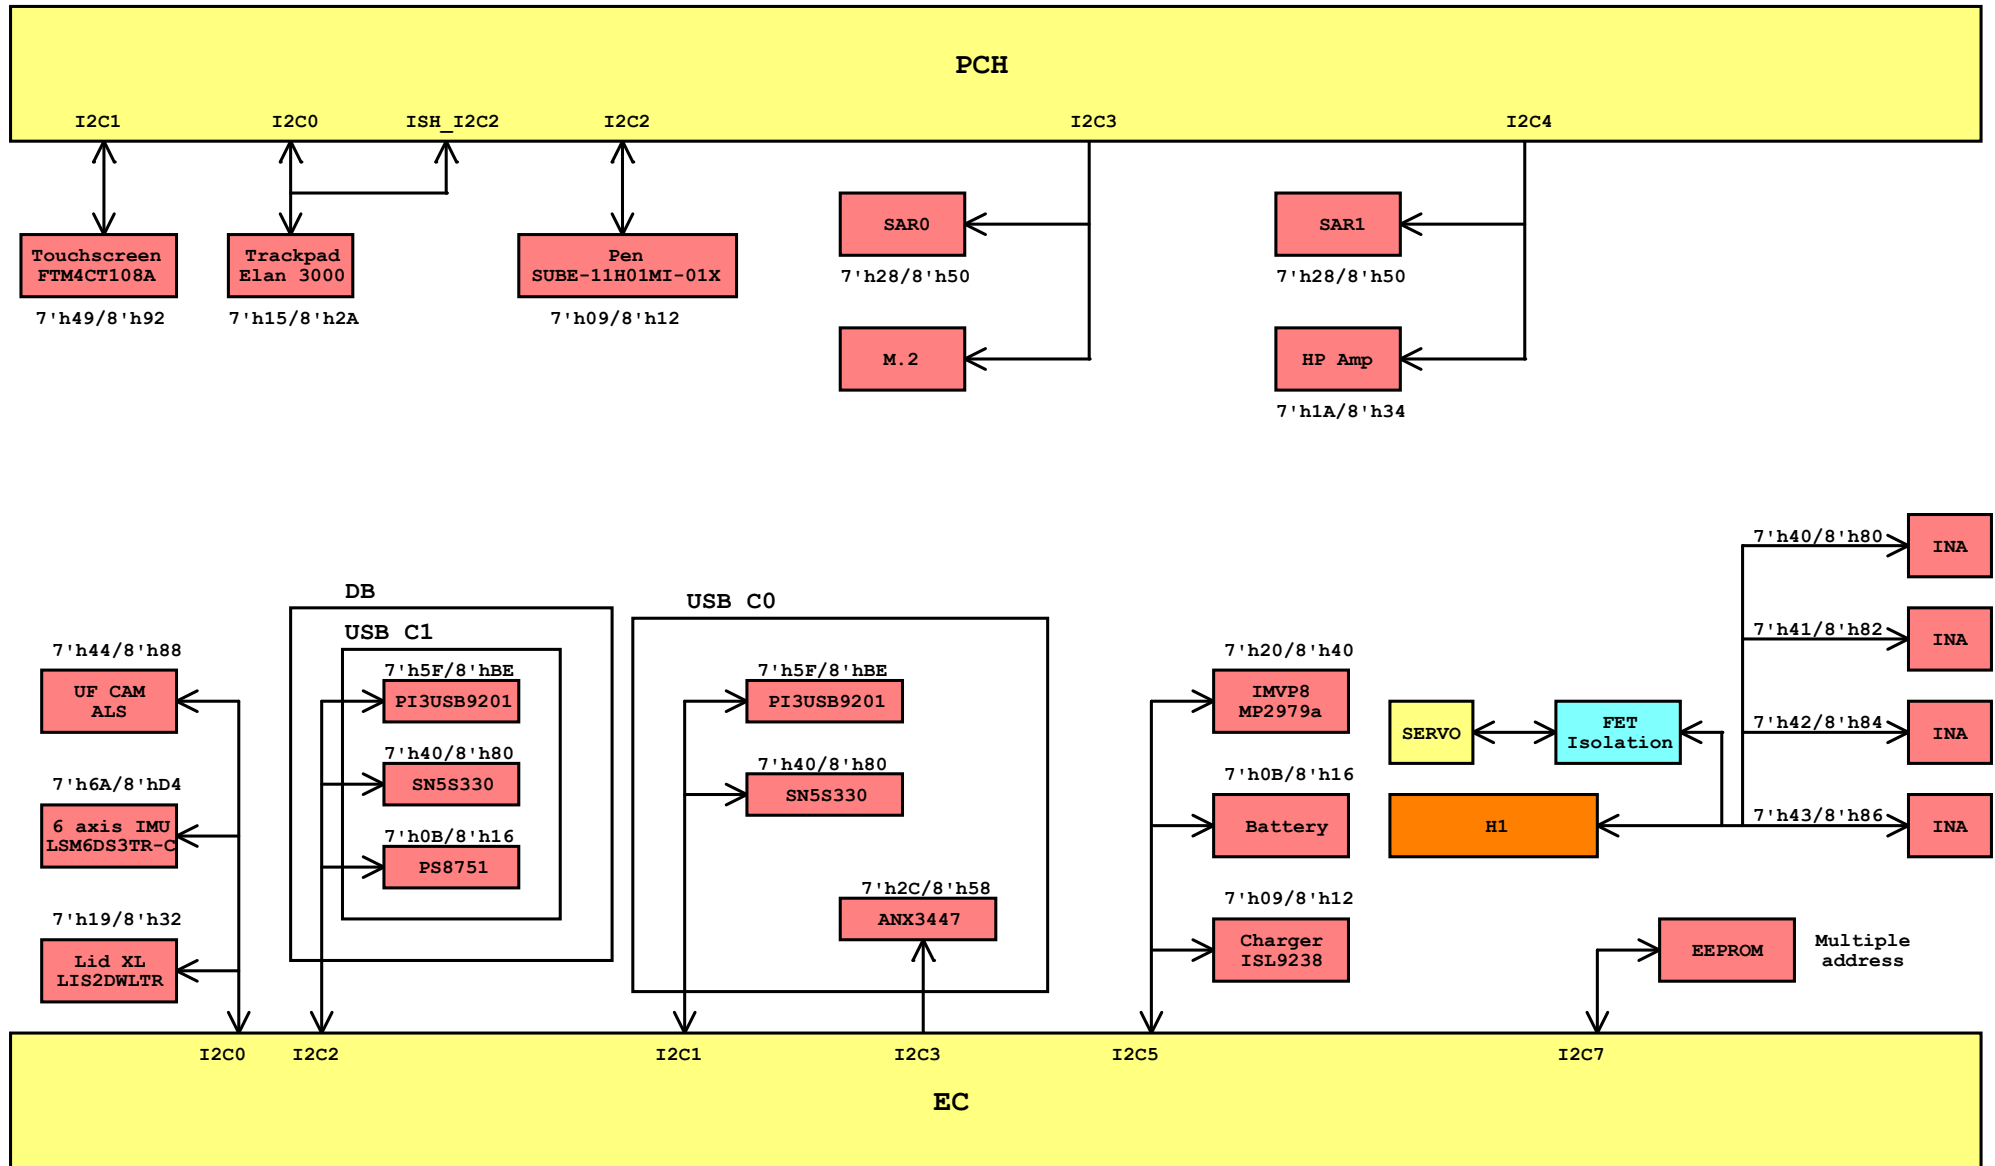 PCH
I2C1
I2C0
ISH_I2C2
I2C2
I2C3
I2C4
Touchscreen
FTM4CT108A
7'h49/8'h92
Trackpad
Elan 3000
7'h15/8'h2A
Pen
SUBE-11H01MI-01X
7'h09/8'h12
SAR0
7'h28/8'h50
M.2
SAR1
7'h28/8'h50
HP Amp
7'h1A/8'h34
7'h44/8'h88
UF CAM
ALS
7'h6A/8'hD4
6 axis IMU
LSM6DS3TR-C
7'h19/8'h32
Lid XL
LIS2DWLTR
DB
USB C1
7'h5F/8'hBE
PI3USB9201
7'h40/8'h80
SN5S330
7'h0B/8'h16
PS8751
USB C0
7'h5F/8'hBE
PI3USB9201
7'h40/8'h80
SN5S330
7'h2C/8'h58
ANX3447
7'h20/8'h40
IMVP8
MP2979a
7'h0B/8'h16
Battery
7'h09/8'h12
Charger
ISL9238
SERVO
FET
Isolation
H1
7'h40/8'h80
INA
7'h41/8'h82
INA
7'h42/8'h84
INA
7'h43/8'h86
INA
EEPROM
Multiple
address
I2C0
I2C2
I2C1
I2C3
I2C5
I2C7
EC